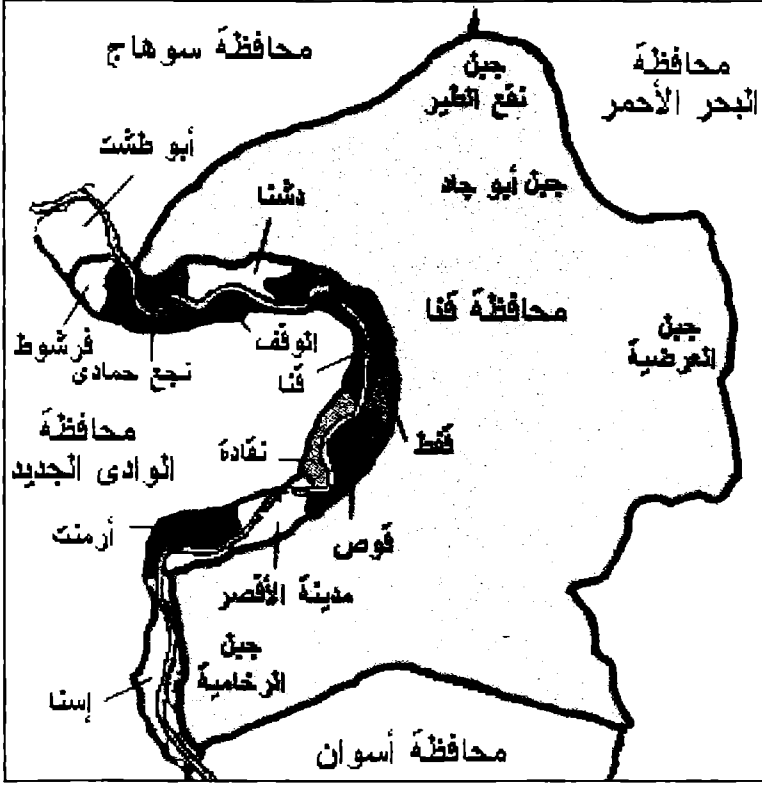 محافظة سوهاج
محافظة
البحر الأحمر
جبل
نقع الطير
أبو طشت
جبل أبو جاد
دشنا
محافظة قنا
جبل
العرضية
فرشوط
نجع حمادى
الوقف
قنا
محافظة
الوادى الجديد
نقادة
قفط
أرمنت
قوص
مدينة الأقصر
جبل
الرخامية
إسنا
محافظة أسوان